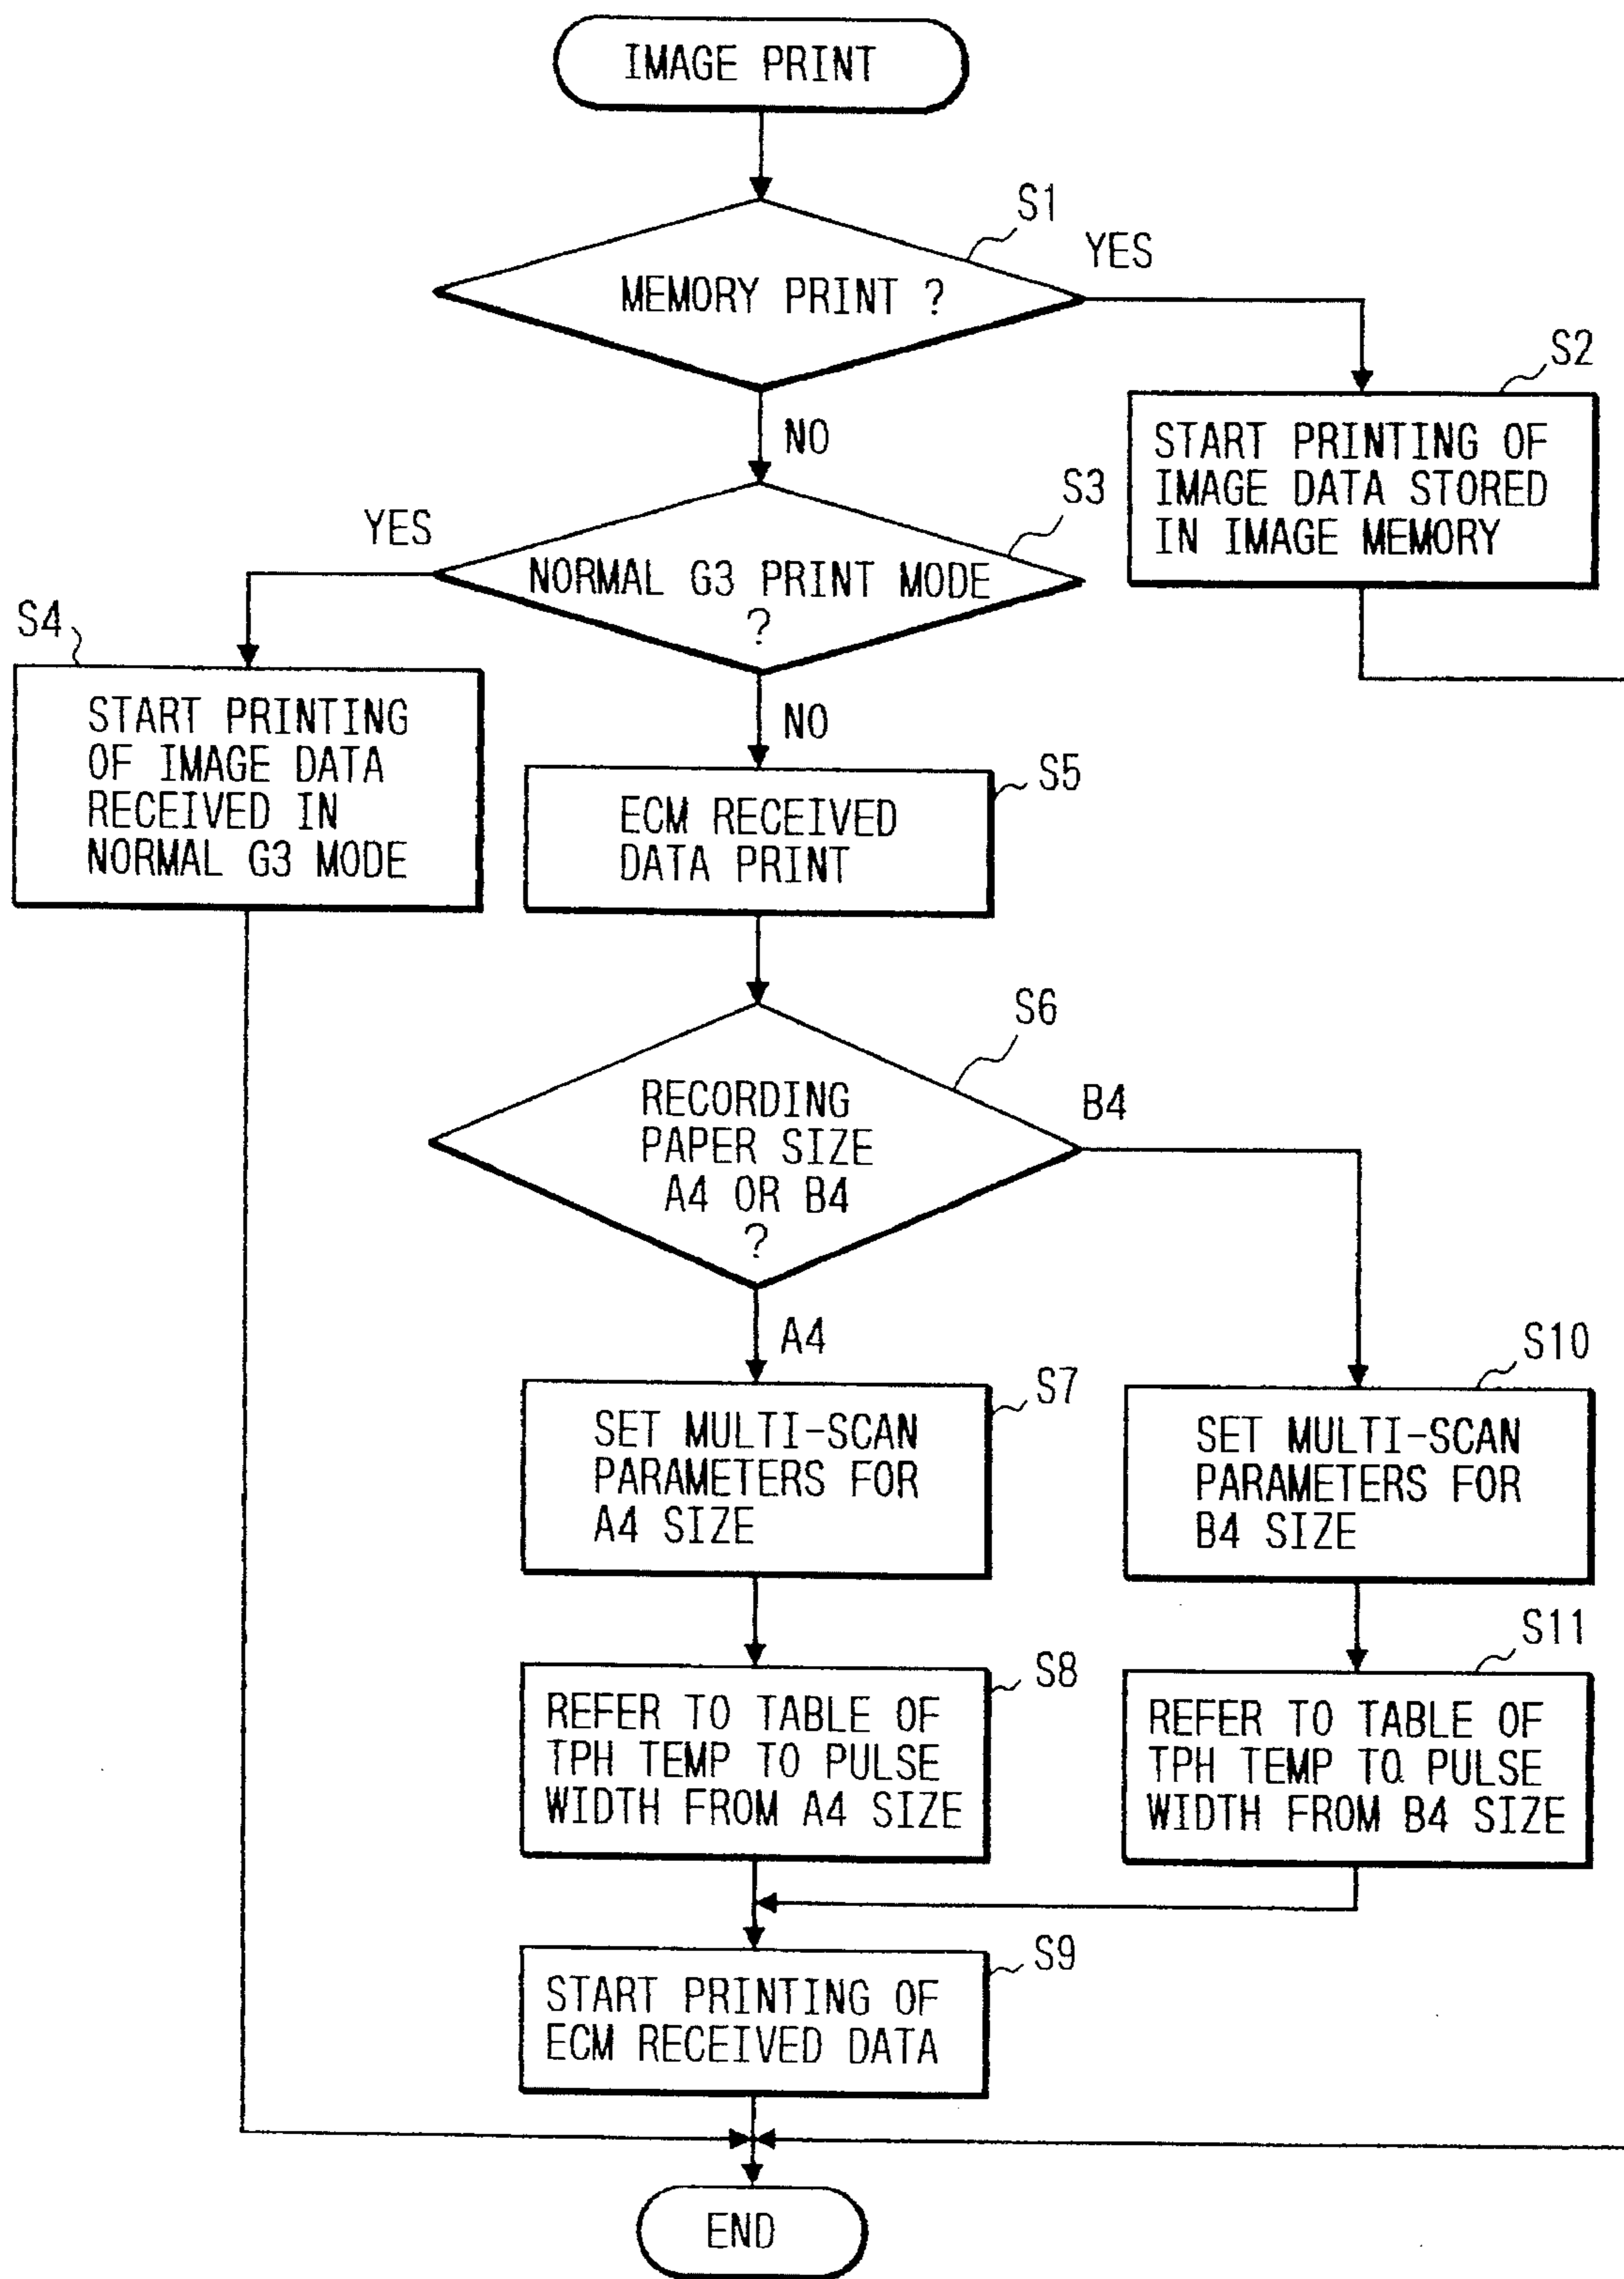 IMAGE PRINT
S1
YES
MEMORY PRINT ?
S2
NO
START PRINTING OF
IMAGE DATA STORED
IN IMAGE MEMORY
S3
YES
NORMAL G3 PRINT MODE
?
S4
START PRINTING
OF IMAGE DATA
RECEIVED IN
NORMAL G3 MODE
NO
S5
ECM RECEIVED
DATA PRINT
S6
B4
RECORDING
PAPER SIZE
A4 OR B4
?
A4
S7
SET MULTI-SCAN
PARAMETERS FOR
A4 SIZE
S10
SET MULTI-SCAN
PARAMETERS FOR
B4 SIZE
S8
REFER TO TABLE OF
TPH TEMP TO PULSE
WIDTH FROM A4 SIZE
S11
REFER TO TABLE OF
TPH TEMP TO PULSE
WIDTH FROM B4 SIZE
S9
START PRINTING OF
ECM RECEIVED DATA
END